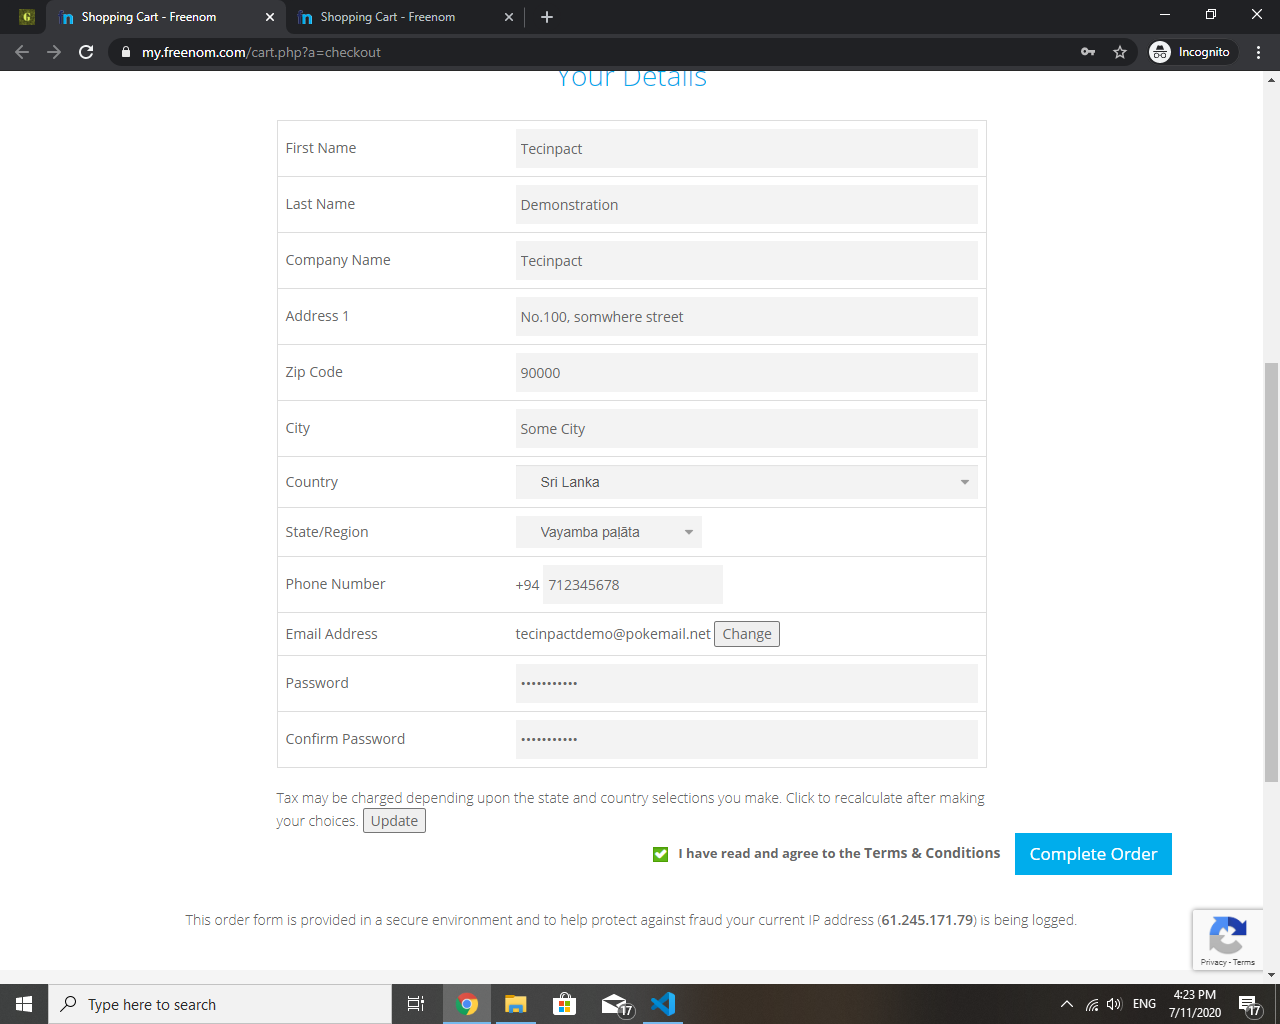 G
Shopping Cart - Freenom
Shopping Cart - Freenom
my.freenom.com/cart.php?a=checkout
Incognito
Your Details
First Name
Tecinpact
Last Name
Demonstration
Company Name
Tecinpact
Address 1
No.100, somwhere street
Zip Code
90000
City
Some City
Country
Sri Lanka
State/Region
Vayamba paḷāta
Phone Number
+94 712345678
Email Address
tecinpactdemo@pokemail.net Change
Password
•••••••••••
Confirm Password
•••••••••••
Tax may be charged depending upon the state and country selections you make. Click to recalculate after making
your choices. Update
I have read and agree to the Terms & Conditions
Complete Order
This order form is provided in a secure environment and to help protect against fraud your current IP address (61.245.171.79) is being logged.
Privacy - Terms
Type here to search
17
ENG
4:23 PM
7/11/2020
17